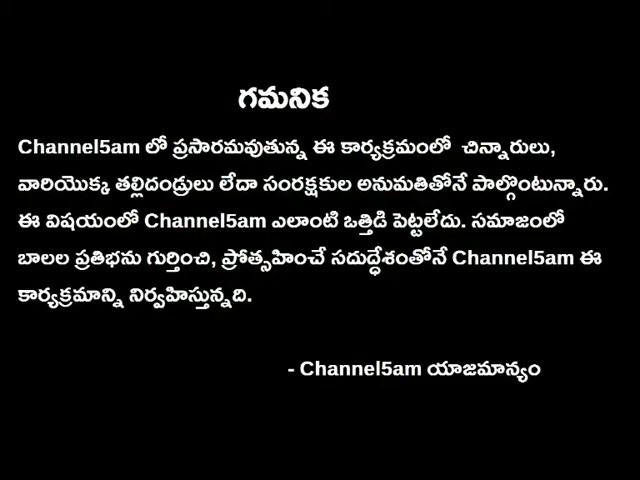 గమనిక
Channel5am లో ప్రసారమవుతున్న ఈ కార్యక్రమంలో చిన్నారులు,
వారియొక్క తల్లిదండ్రులు లేదా సంరక్షకుల అనుమతితోనే పాల్గొంటున్నారు.
ఈ విషయంలో Channel5am ఎలాంటి ఒత్తిడి పెట్టలేదు. సమాజంలో
బాలల ప్రతిభను గుర్తించి, ప్రోత్సహించే సదుద్ధేశంతోనే Channel5am ఈ
కార్యక్రమాన్ని నిర్వహిస్తున్నది.
- Channel5am యాజమాన్యం